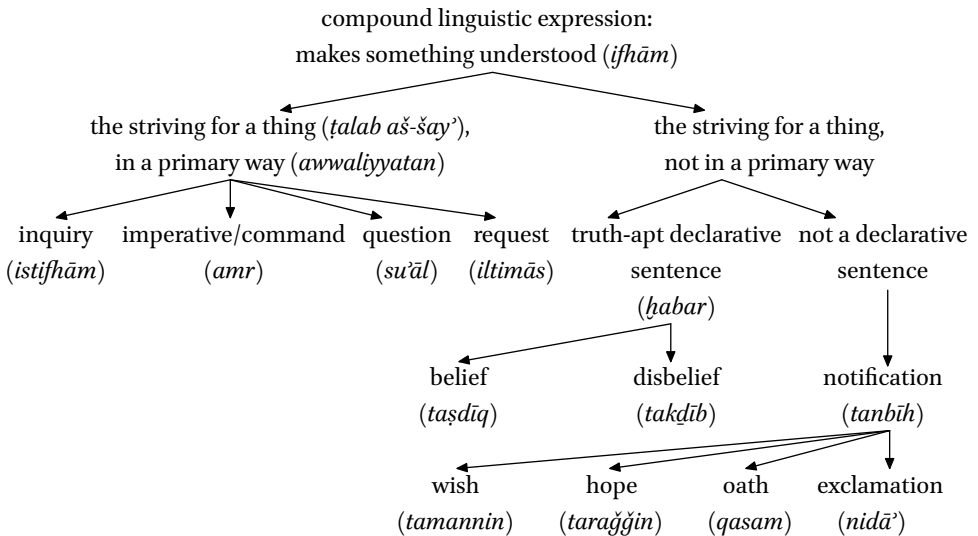 compound linguistic expression:
makes something understood (ifhām)
the striving for a thing (ṭalab aš-šayʾ),
in a primary way (awwaliyyatan)
the striving for a thing,
not in a primary way
inquiry
(istifhām)
imperative/command
(amr)
question
(suʾāl)
request
(iltimās)
truth-apt declarative
sentence
(ḫabar)
not a declarative
sentence
belief
(taṣdīq)
disbelief
(takḏīb)
notification
(tanbīh)
wish
(tamannin)
hope
(taraǧǧin)
oath
(qasam)
exclamation
(nidāʾ)